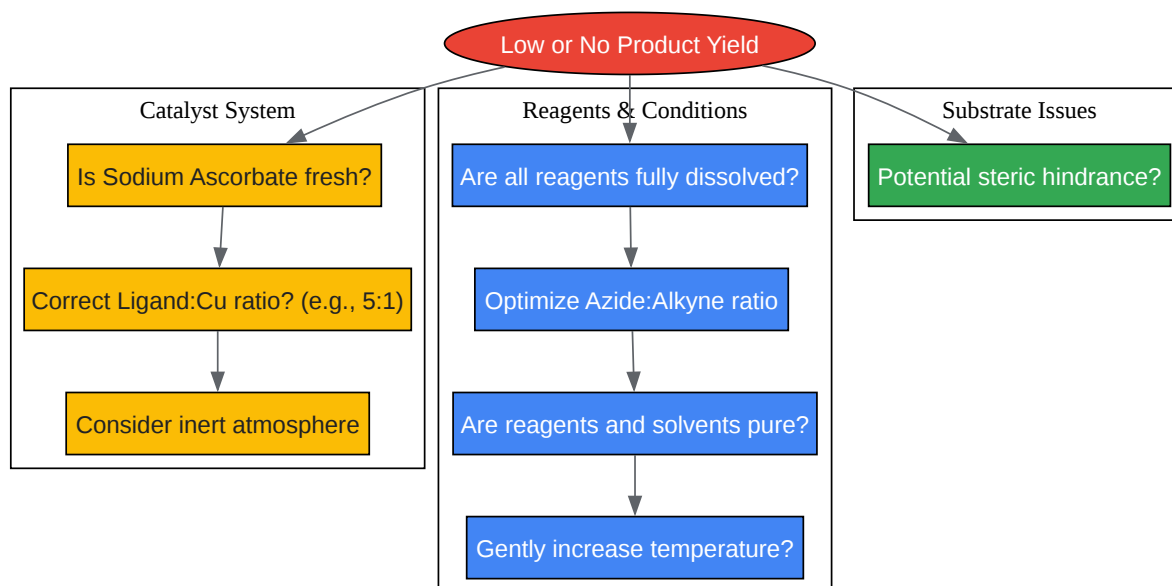 Low or No Product Yield
Catalyst System
Is Sodium Ascorbate fresh?
Correct Ligand:Cu ratio? (e.g., 5:1)
Consider inert atmosphere
Reagents & Conditions
Are all reagents fully dissolved?
Optimize Azide:Alkyne ratio
Are reagents and solvents pure?
Gently increase temperature?
Substrate Issues
Potential steric hindrance?